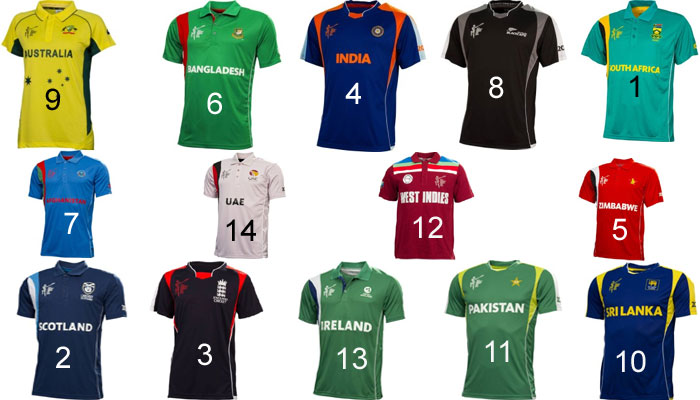 AUSTRALIA
9
BANGLADESH
6
INDIA
4
8
SOUTH AFRICA
1
7
UAE
14
WEST INDIES
12
ZIMBABWE
5
SCOTLAND
2
3
IRELAND
13
PAKISTAN
11
SRI LANKA
10